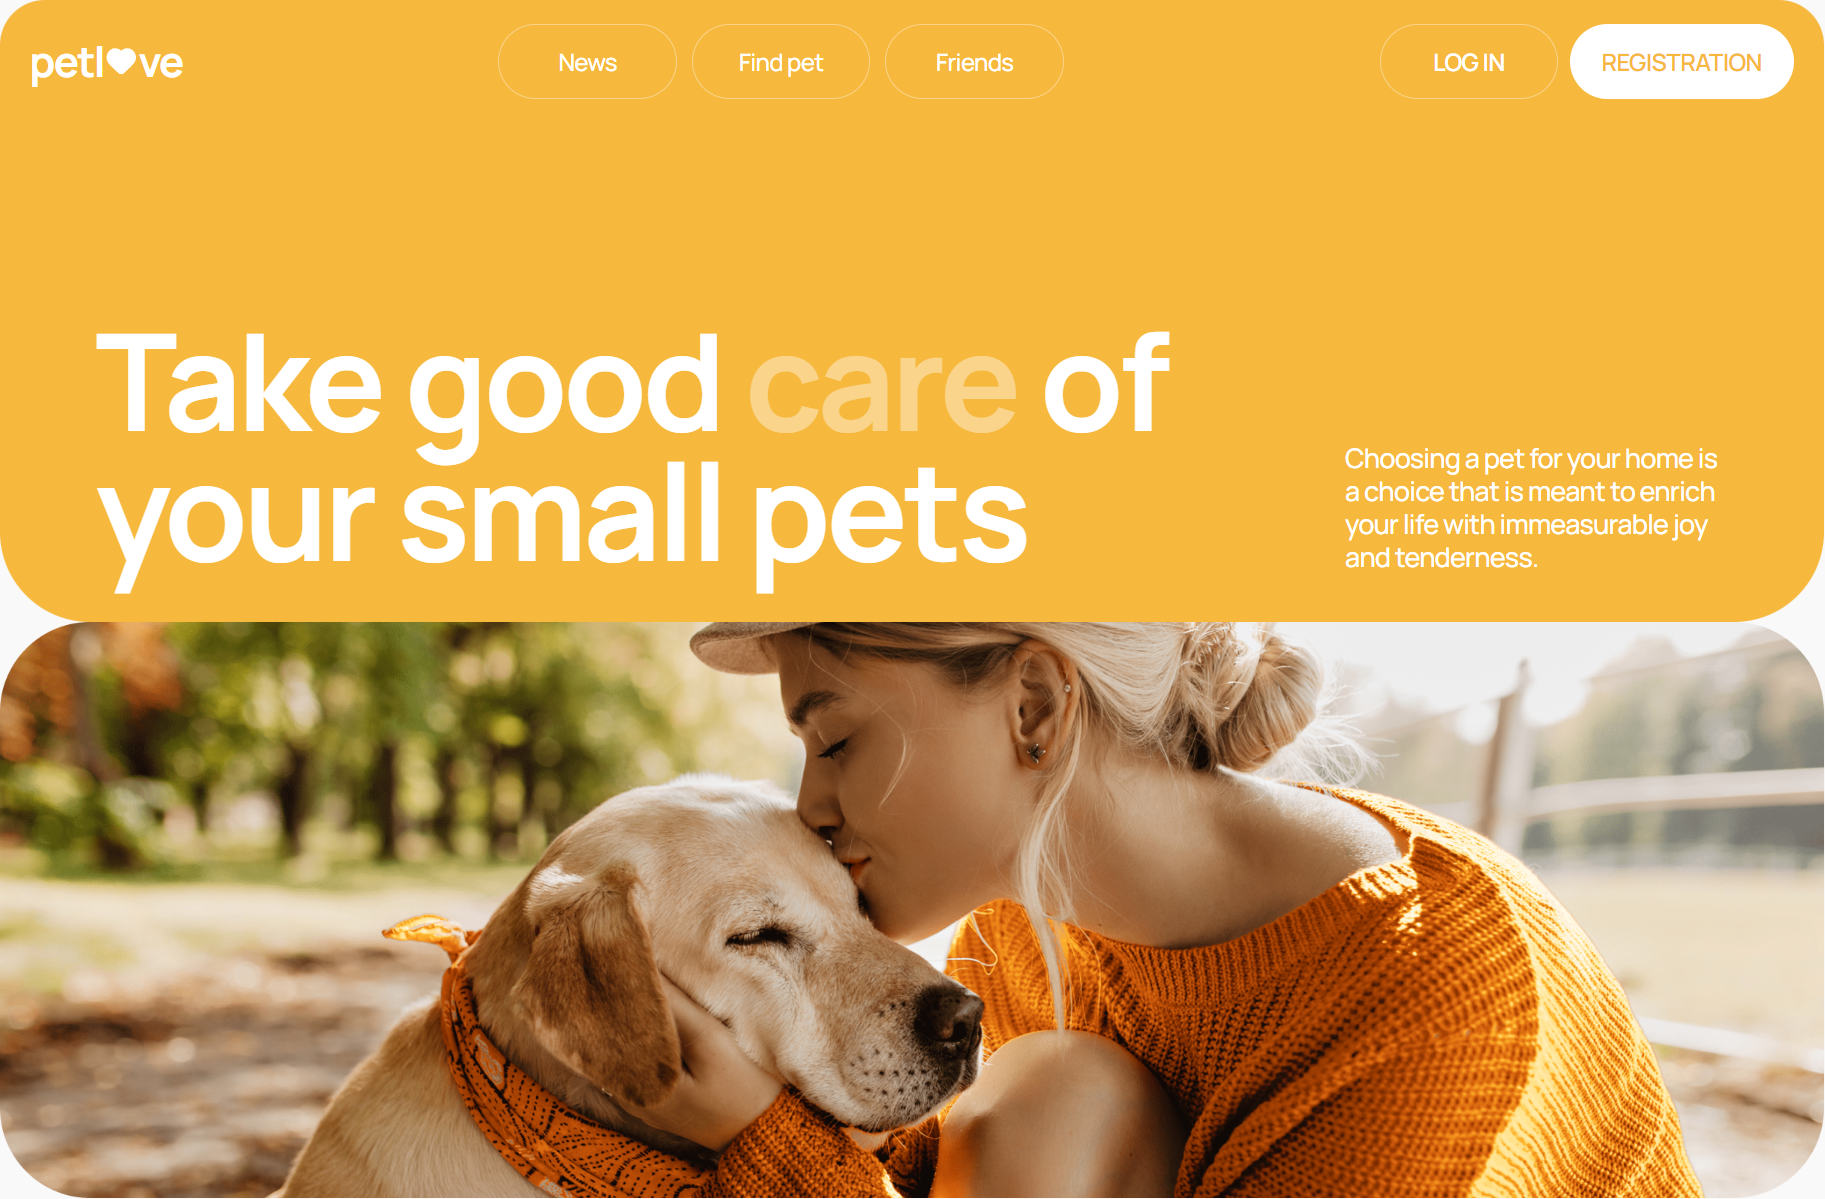 petl♥ve
News
Find pet
Friends
LOG IN
REGISTRATION
Take good care of
your small pets
Choosing a pet for your home is
a choice that is meant to enrich
your life with immeasurable joy
and tenderness.